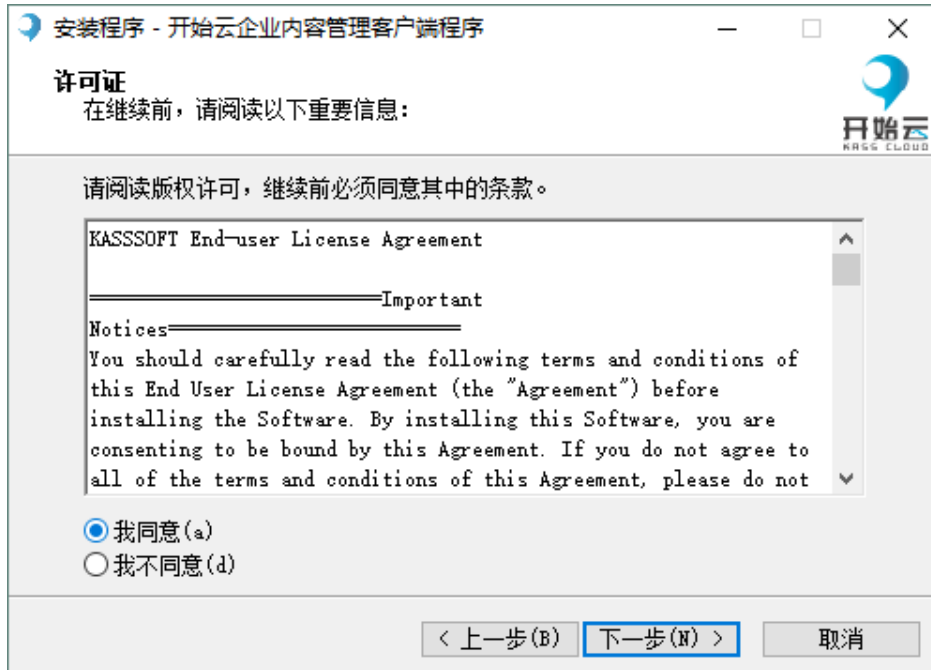 安装程序 - 开始云企业内容管理客户端程序
许可证
在继续前，请阅读以下重要信息：
开始云
KASS CLOUD
请阅读版权许可，继续前必须同意其中的条款。
KASSSOFT End-user License Agreement
═════════════════════════Important
Notices═════════════════════════
You should carefully read the following terms and conditions of
this End User License Agreement (the "Agreement") before
installing the Software. By installing this Software, you are
consenting to be bound by this Agreement. If you do not agree to
all of the terms and conditions of this Agreement, please do not
我同意(a)
我不同意(d)
< 上一步(B)
下一步(N) >
取消